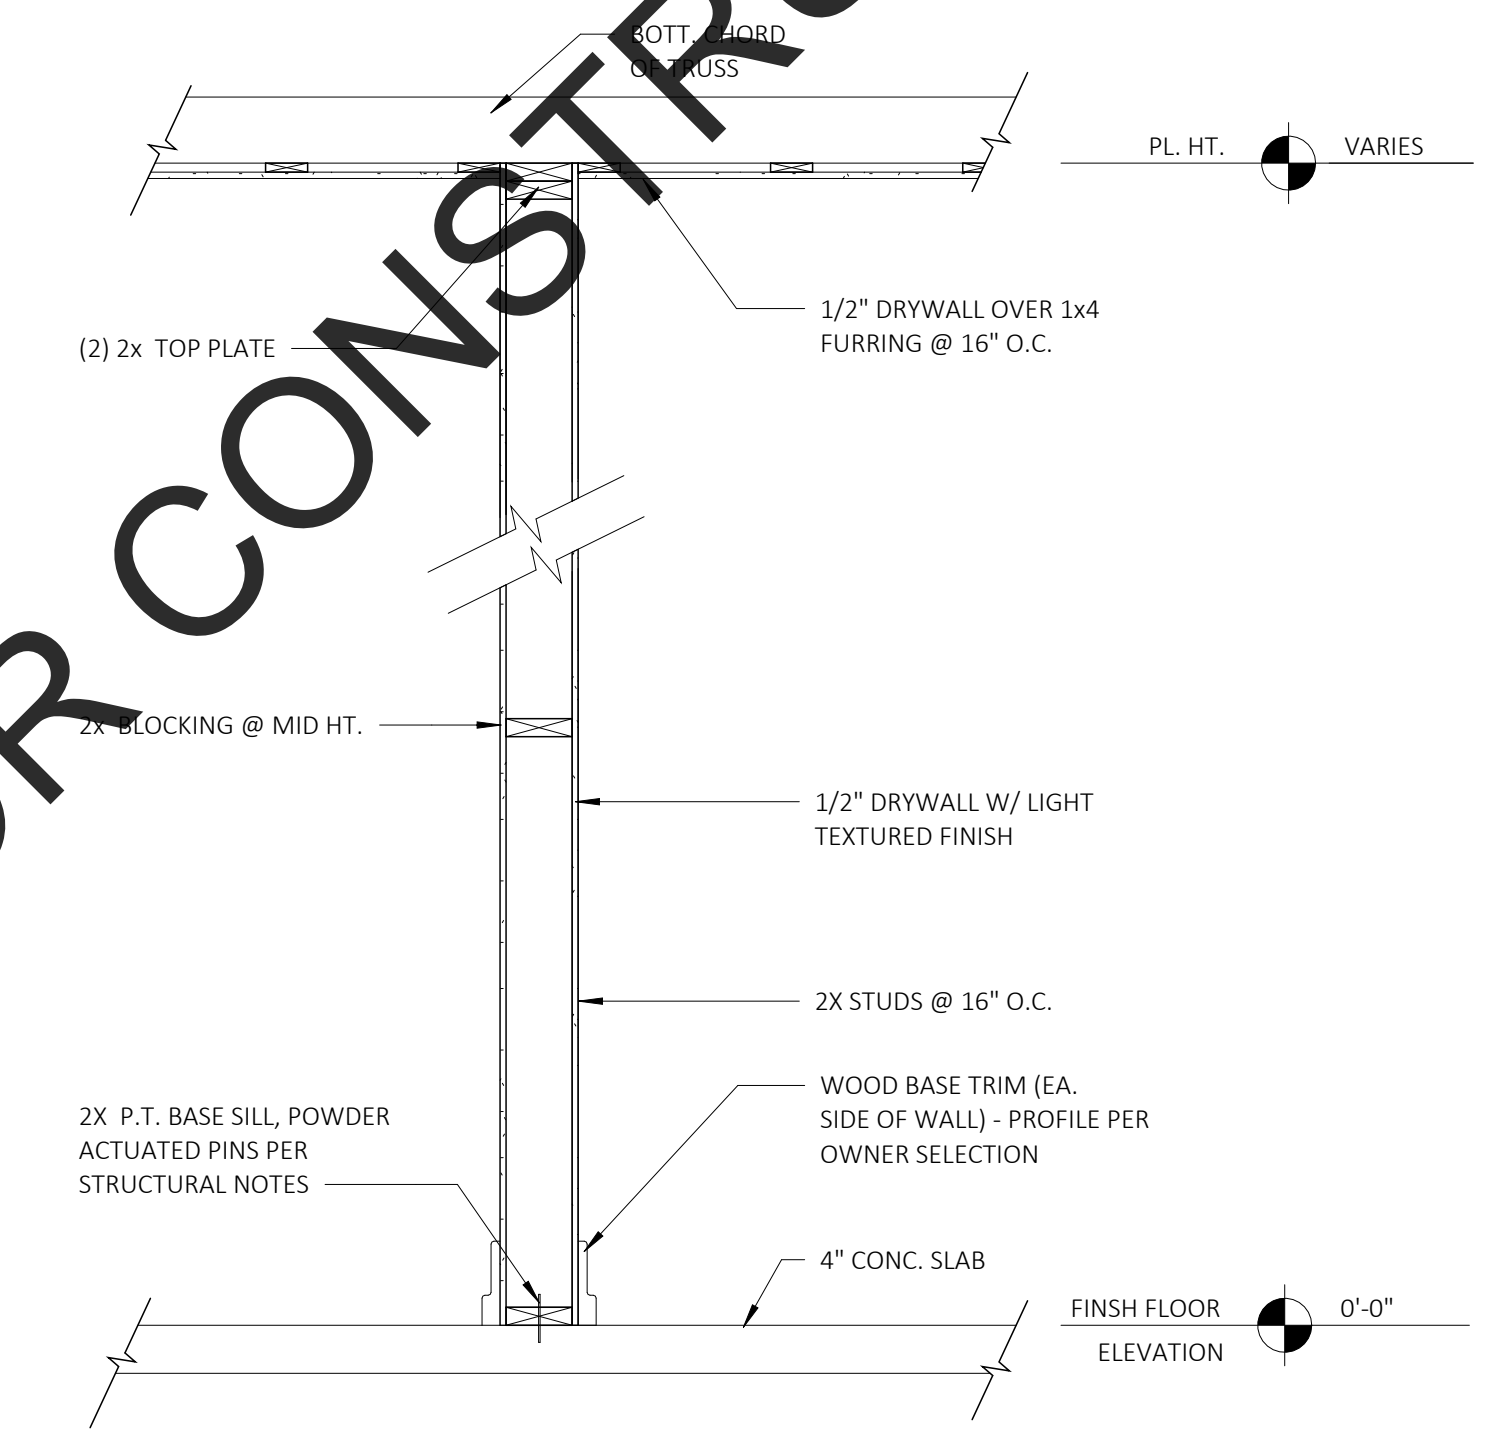 BOTT. CHORD
OF TRUSS
PL. HT.
VARIES
1/2" DRYWALL OVER 1x4
FURRING @ 16" O.C.
(2) 2x TOP PLATE
2x BLOCKING @ MID HT.
1/2" DRYWALL W/ LIGHT
TEXTURED FINISH
2X STUDS @ 16" O.C.
WOOD BASE TRIM (EA.
SIDE OF WALL) - PROFILE PER
OWNER SELECTION
2X P.T. BASE SILL, POWDER
ACTUATED PINS PER
STRUCTURAL NOTES
4" CONC. SLAB
FINSH FLOOR
ELEVATION
0'-0"
OR CONSTRU